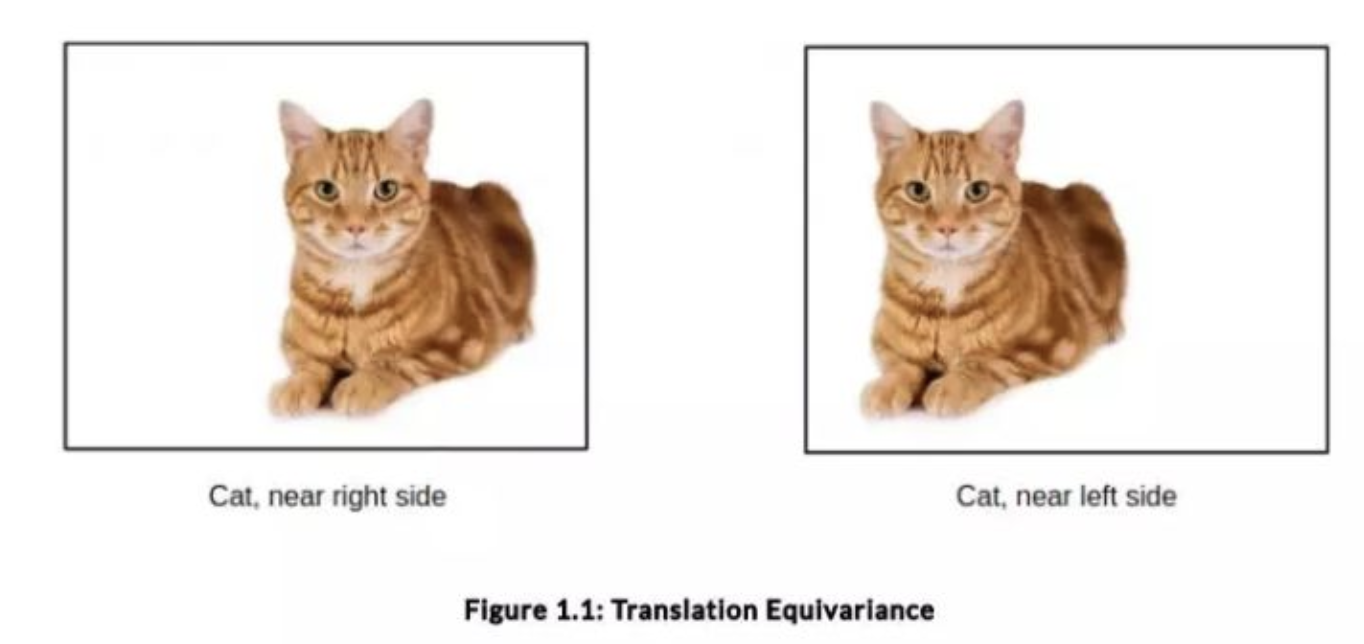 Cat, near right side
Cat, near left side
Figure 1.1: Translation Equivariance